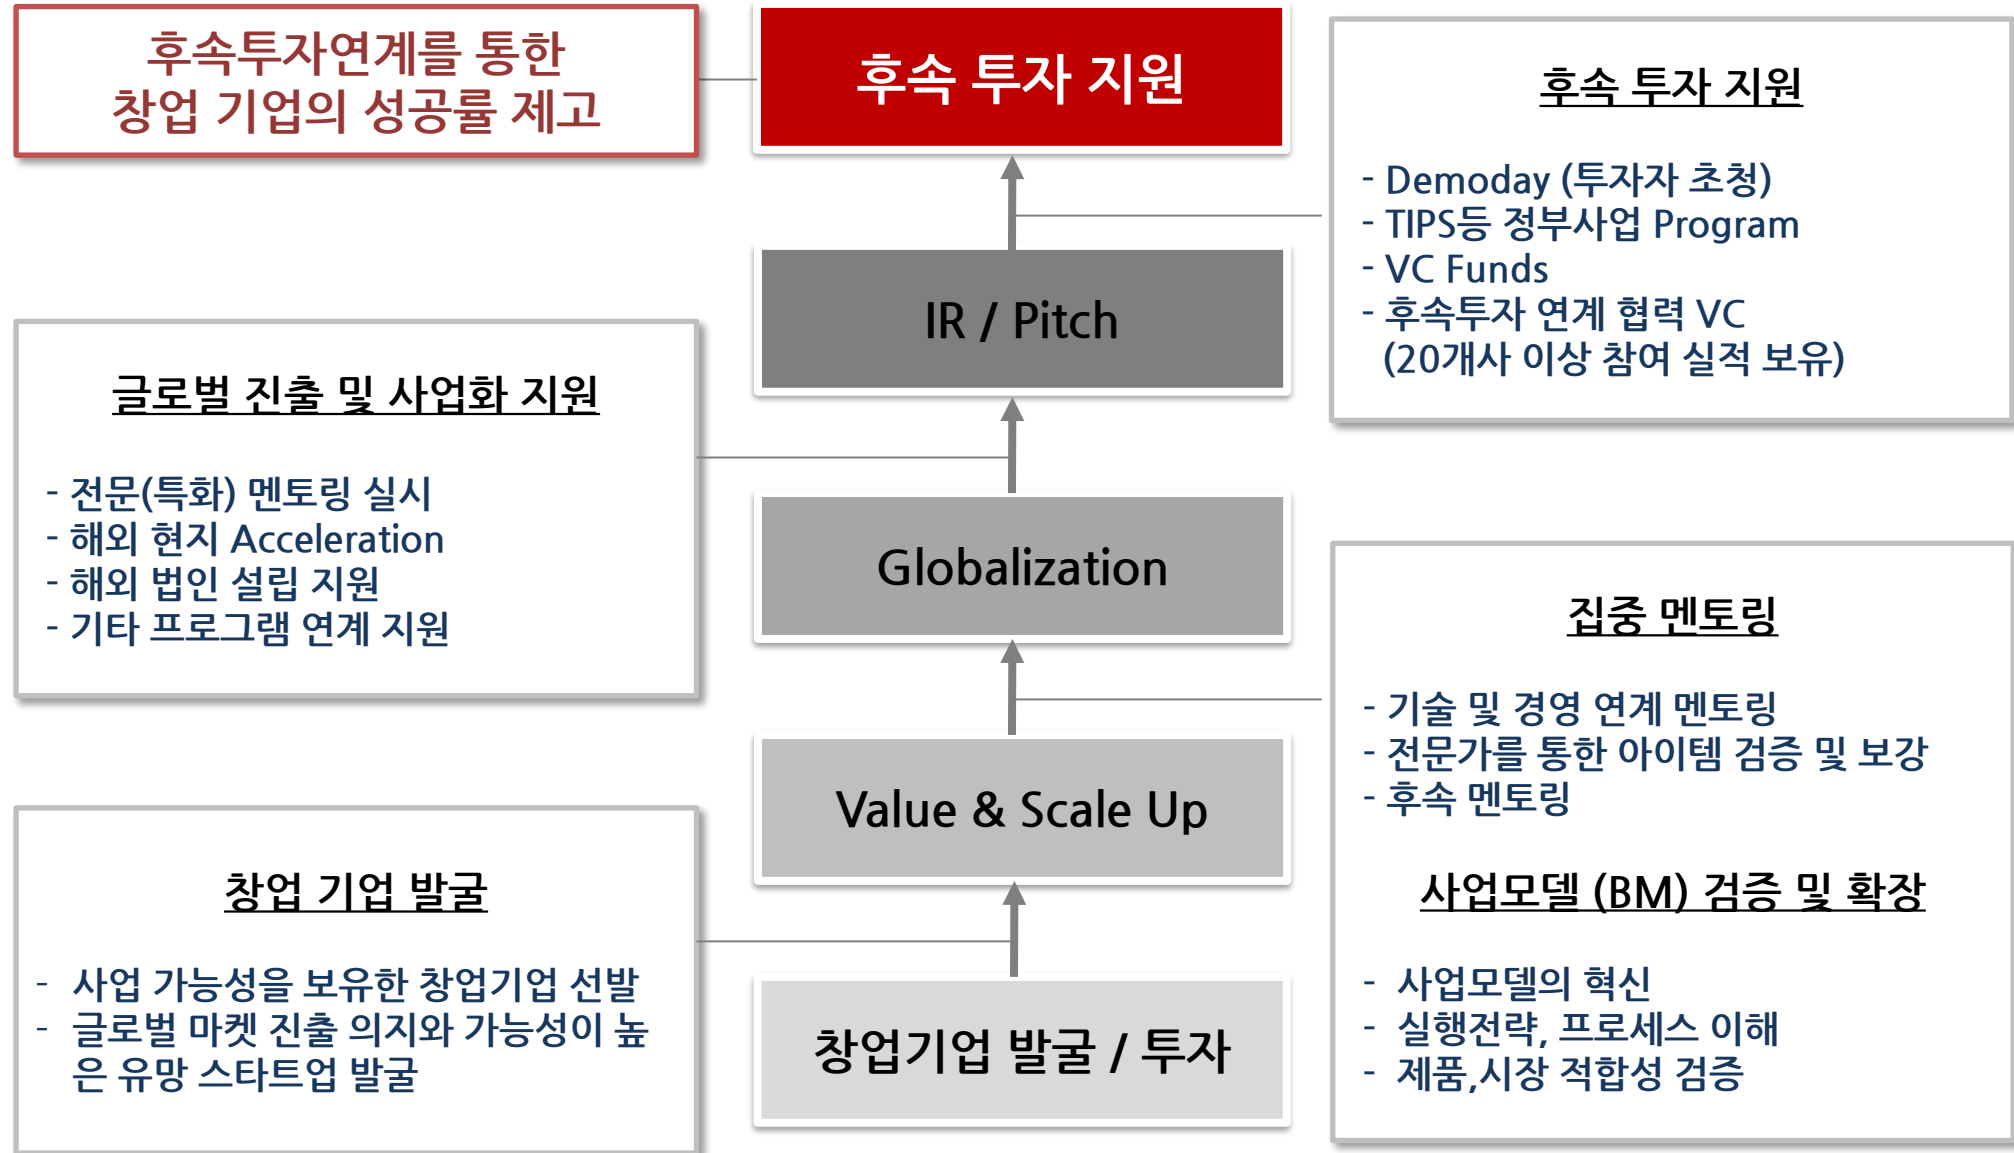 후속투자연계를 통한
창업 기업의 성공률 제고
후속 투자 지원
후속 투자 지원
- Demoday (투자자 초청)
- TIPS등 정부사업 Program
- VC Funds
- 후속투자 연계 협력 VC
(20개사 이상 참여 실적 보유)
IR / Pitch
글로벌 진출 및 사업화 지원
- 전문(특화) 멘토링 실시
- 해외 현지 Acceleration
- 해외 법인 설립 지원
- 기타 프로그램 연계 지원
Globalization
집중 멘토링
- 기술 및 경영 연계 멘토링
- 전문가를 통한 아이템 검증 및 보강
- 후속 멘토링
사업모델 (BM) 검증 및 확장
- 사업모델의 혁신
- 실행전략, 프로세스 이해
- 제품,시장 적합성 검증
Value & Scale Up
창업 기업 발굴
- 사업 가능성을 보유한 창업기업 선발
- 글로벌 마켓 진출 의지와 가능성이 높
은 유망 스타트업 발굴
창업기업 발굴 / 투자